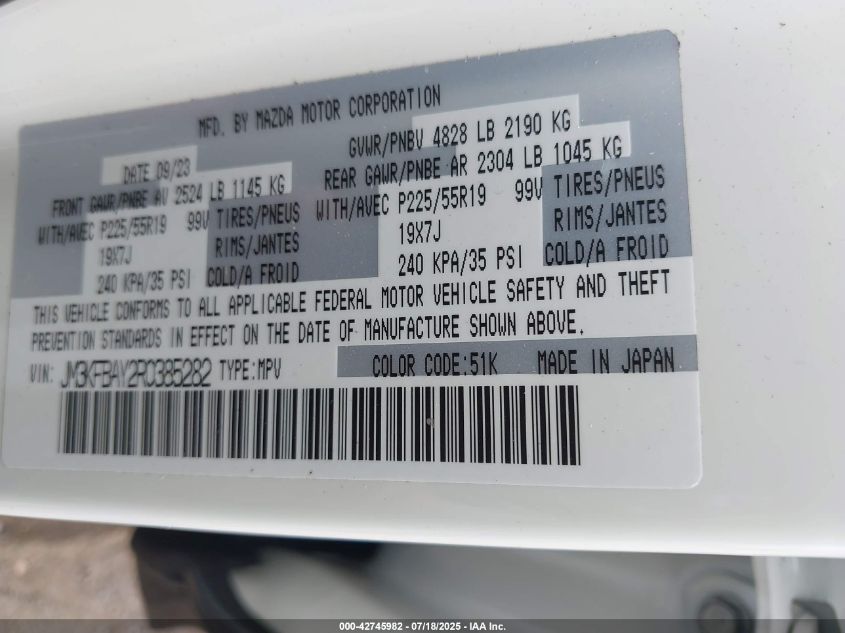 MFD. BY MAZDA MOTOR CORPORATION
DATE 09/23
GVWR/PNBV 4828 LB 2190 KG
FRONT GAWR/PNBE AV 2524 LB 1145 KG
REAR GAWR/PNBE AR 2304 LB 1045 KG
WITH/AVEC P225/55R19 99V TIRES/PNEUS
WITH/AVEC P225/55R19 99V TIRES/PNEUS
19X7J RIMS/JANTES
19X7J RIMS/JANTES
240 KPA/35 PSI COLD/A FROID
240 KPA/35 PSI COLD/A FROID
THIS VEHICLE CONFORMS TO ALL APPLICABLE FEDERAL MOTOR VEHICLE SAFETY AND THEFT
PREVENTION STANDARDS IN EFFECT ON THE DATE OF MANUFACTURE SHOWN ABOVE.
VIN: JM3KFBAY2R0385282 TYPE:MPV
COLOR CODE:51K MADE IN JAPAN
000-42745982 - 07/18/2025 - IAA Inc.